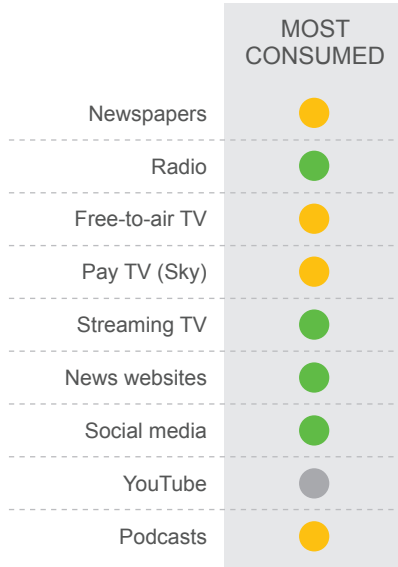 MOST
CONSUMED
Newspapers
Radio
Free-to-air TV
Pay TV (Sky)
Streaming TV
News websites
Social media
YouTube
Podcasts